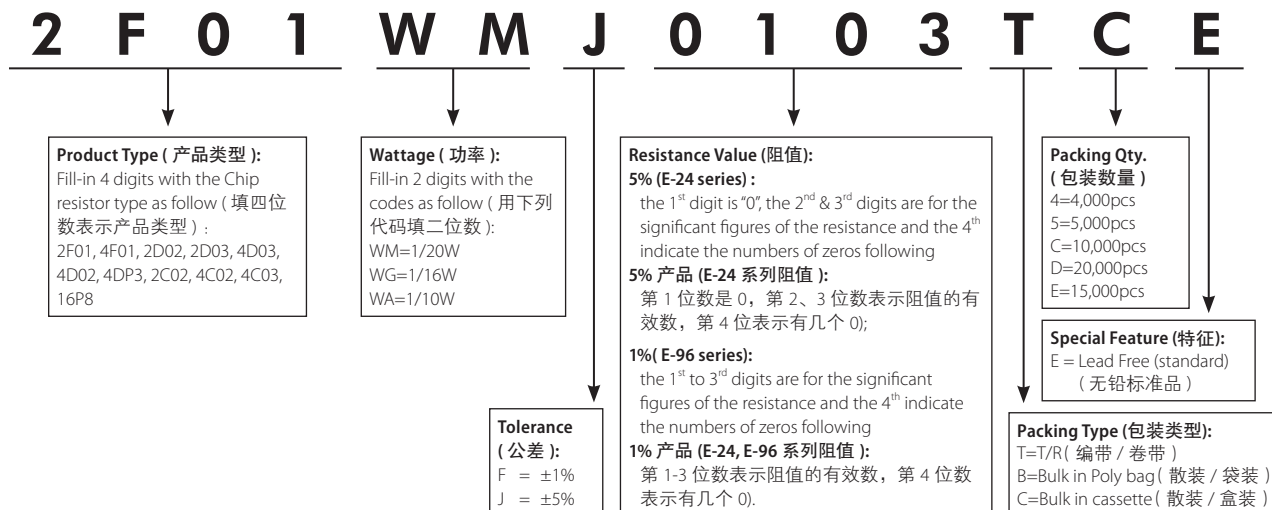 2 F 0 1 W M J 0 1 0 3 T C E
Product Type ( 产品类型 ):
Fill-in 4 digits with the Chip
resistor type as follow ( 填四位
数表示产品类型 ) :
2F01, 4F01, 2D02, 2D03, 4D03,
4D02, 4DP3, 2C02, 4C02, 4C03,
16P8
Wattage ( 功率 ):
Fill-in 2 digits with the
codes as follow ( 用下列
代码填二位数 ):
WM=1/20W
WG=1/16W
WA=1/10W
Tolerance
( 公差 ):
F = ±1%
J = ±5%
Resistance Value (阻值):
5% (E-24 series) :
the 1st digit is "0", the 2nd & 3rd digits are for the
significant figures of the resistance and the 4th
indicate the numbers of zeros following
5% 产品 (E-24 系列阻值 ):
第 1 位数是 0，第 2、3 位数表示阻值的有
效数，第 4 位表示有几个 0);
1%( E-96 series):
the 1st to 3rd digits are for the significant
figures of the resistance and the 4th indicate
the numbers of zeros following
1% 产品 (E-24, E-96 系列阻值 ):
第 1-3 位数表示阻值的有效数，第 4 位数
表示有几个 0).
Packing Qty.
( 包装数量 )
4=4,000pcs
5=5,000pcs
C=10,000pcs
D=20,000pcs
E=15,000pcs
Special Feature (特征):
E = Lead Free (standard)
( 无铅标准品 )
Packing Type (包装类型):
T=T/R ( 编带 / 卷带 )
B=Bulk in Poly bag ( 散装 / 袋装 )
C=Bulk in cassette ( 散装 / 盒装 )